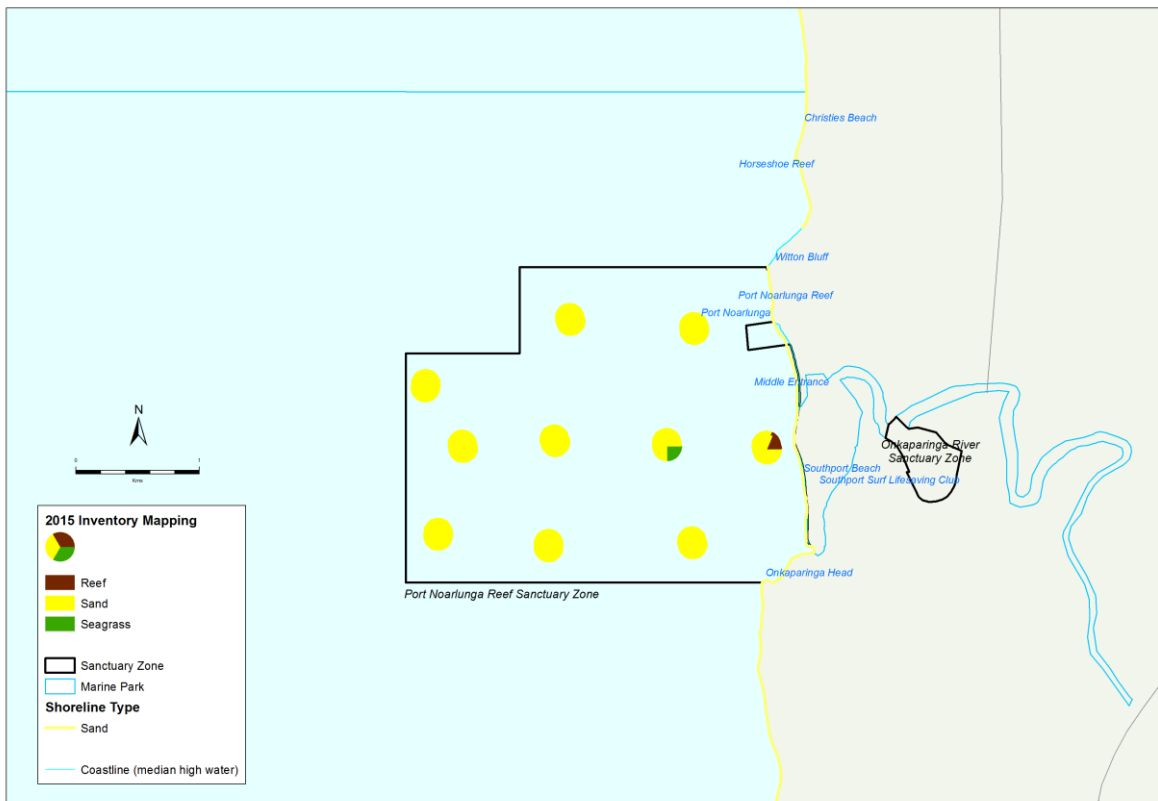 Christies Beach
Horseshoe Reef
Witton Bluff
Port Noarlunga Reef
Port Noarlunga
Middle Entrance
Onkaparinga River
Sanctuary Zone
Southport Beach
Southport Surf Lifesaving Club
Onkaparinga Head
Port Noarlunga Reef Sanctuary Zone
N
0 1
2015 Inventory Mapping
Reef
Sand
Seagrass
Sanctuary Zone
Marine Park
Shoreline Type
Sand
Coastline (median high water)